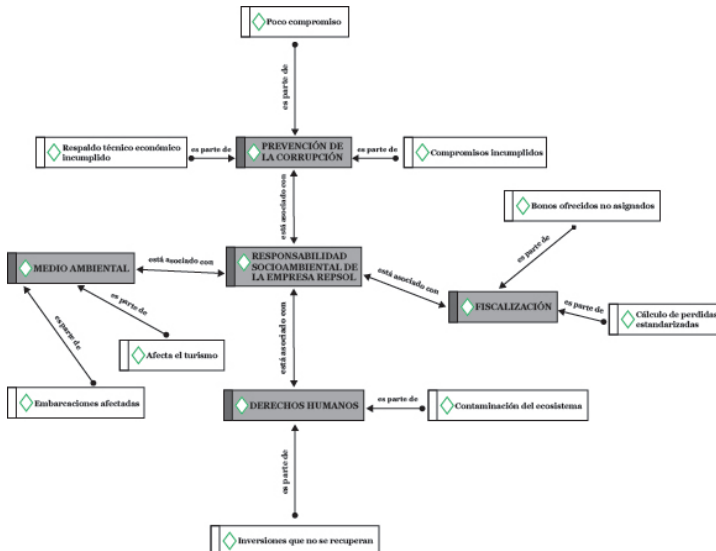 Poco compromiso
es parte de
Respaldo técnico económico
incumplido
es parte de
PREVENCIÓN DE
LA CORRUPCIÓN
es parte de
Compromisos incumplidos
está asociado con
Bonos ofrecidos no asignados
es parte de
MEDIO AMBIENTAL
está asociado con
RESPONSABILIDAD
SOCIOAMBIENTAL DE
LA EMPRESA REPSOL
está asociado con
FISCALIZACIÓN
es parte de
Cálculo de perdidas
estandarizadas
es parte de
es parte de
Afecta el turismo
está asociado con
Embarcaciones afectadas
DERECHOS HUMANOS
es parte de
Contaminación del ecosistema
es parte de
Inversiones que no se recuperan